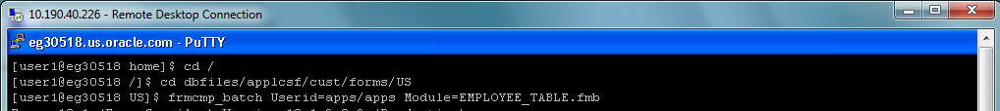 10.190.40.226 - Remote Desktop Connection
eg30518.us.oracle.com - PuTTY
[user1@eg30518 home]$ cd /
[user1@eg30518 /]$ cd dbfiles/applcsf/cust/forms/US
[user1@eg30518 US]$ frmcmp_batch Userid=apps/apps Module=EMPLOYEE_TABLE.fmb